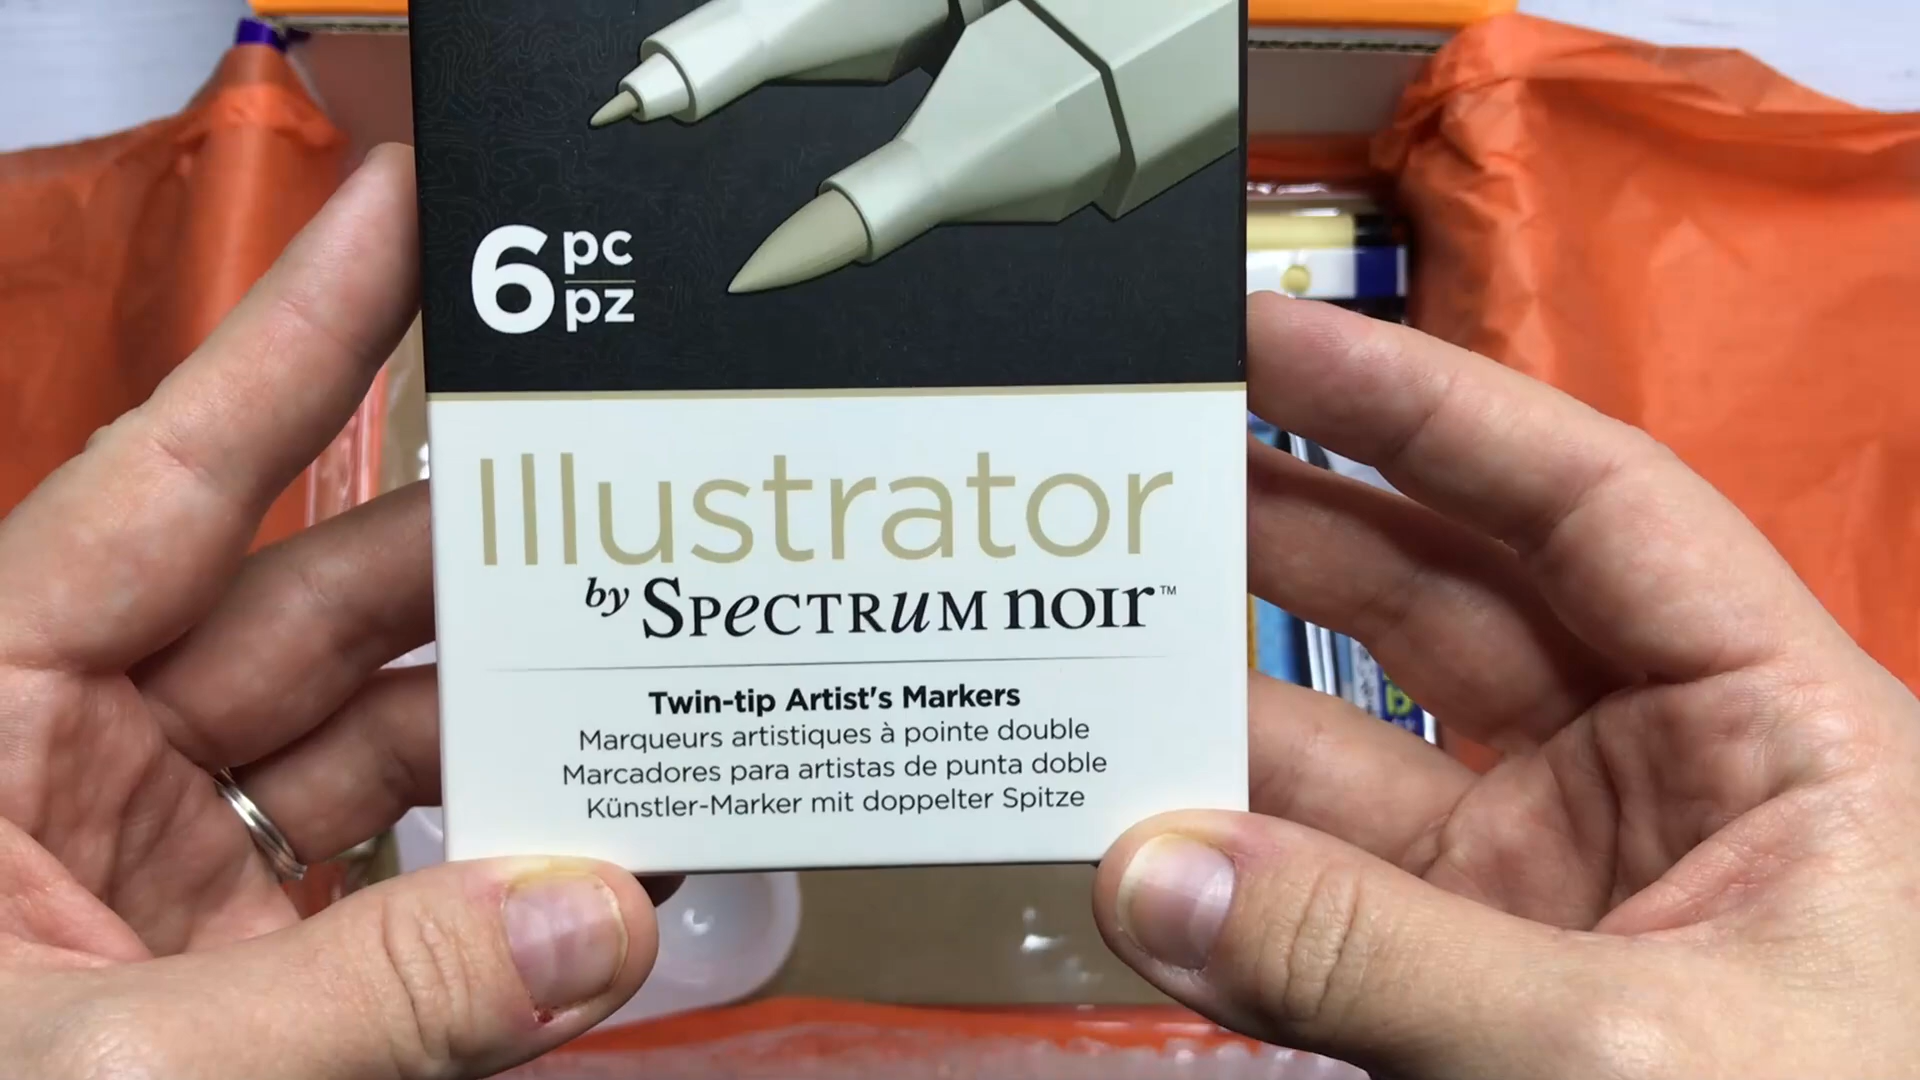 6 pc
pz
Illustrator
by SPeCTRUM noIr™
Twin-tip Artist's Markers
Marqueurs artistiques à pointe double
Marcadores para artistas de punta doble
Künstler-Marker mit doppelter Spitze